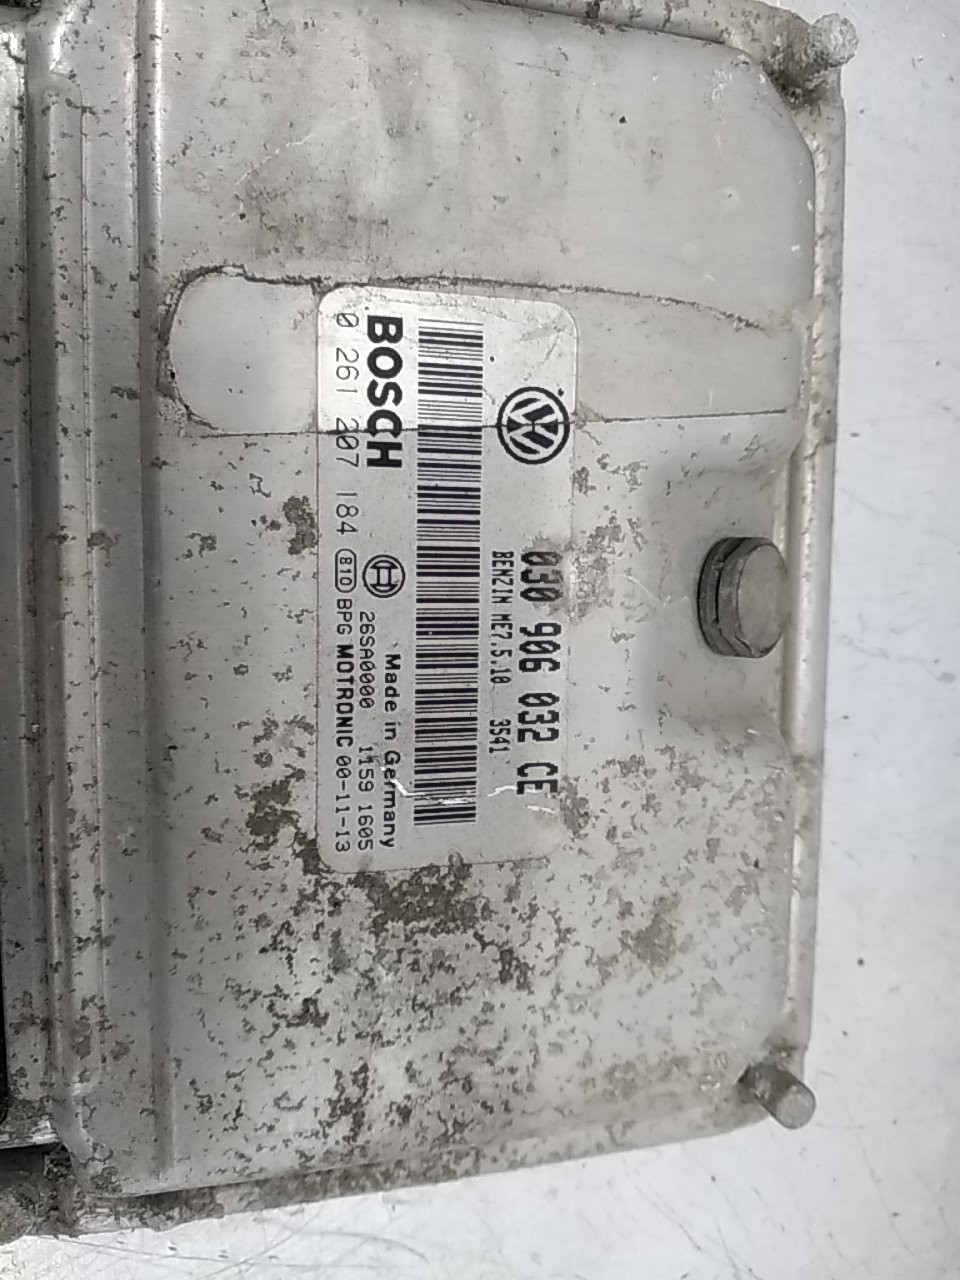 030 906 032 CE
BENZIN ME7.5.10 3541
BOSCH
Made in Germany
26SA0000 1159 1605
0 261 207 184 810 BPG MOTRONIC 00-11-13